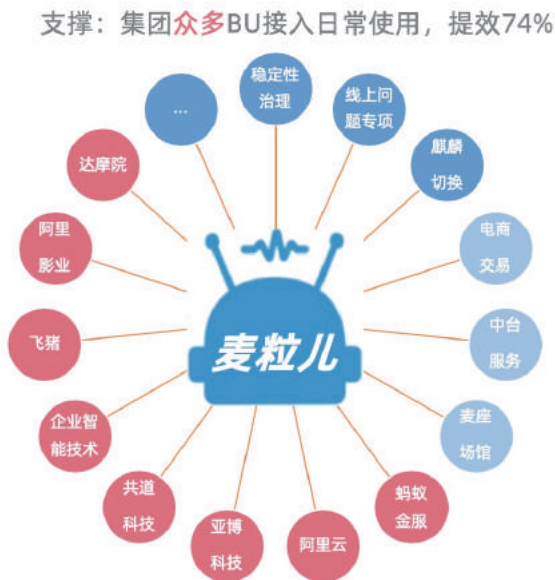 支撑：集团众多BU接入日常使用，提效74%
稳定性
治理
线上问
题专项
麒麟
切换
电商
交易
中台
服务
麦座
场馆
蚂蚁
金服
阿里云
亚博
科技
共道
科技
企业智
能技术
飞猪
阿里
影业
达摩院
...
麦粒儿